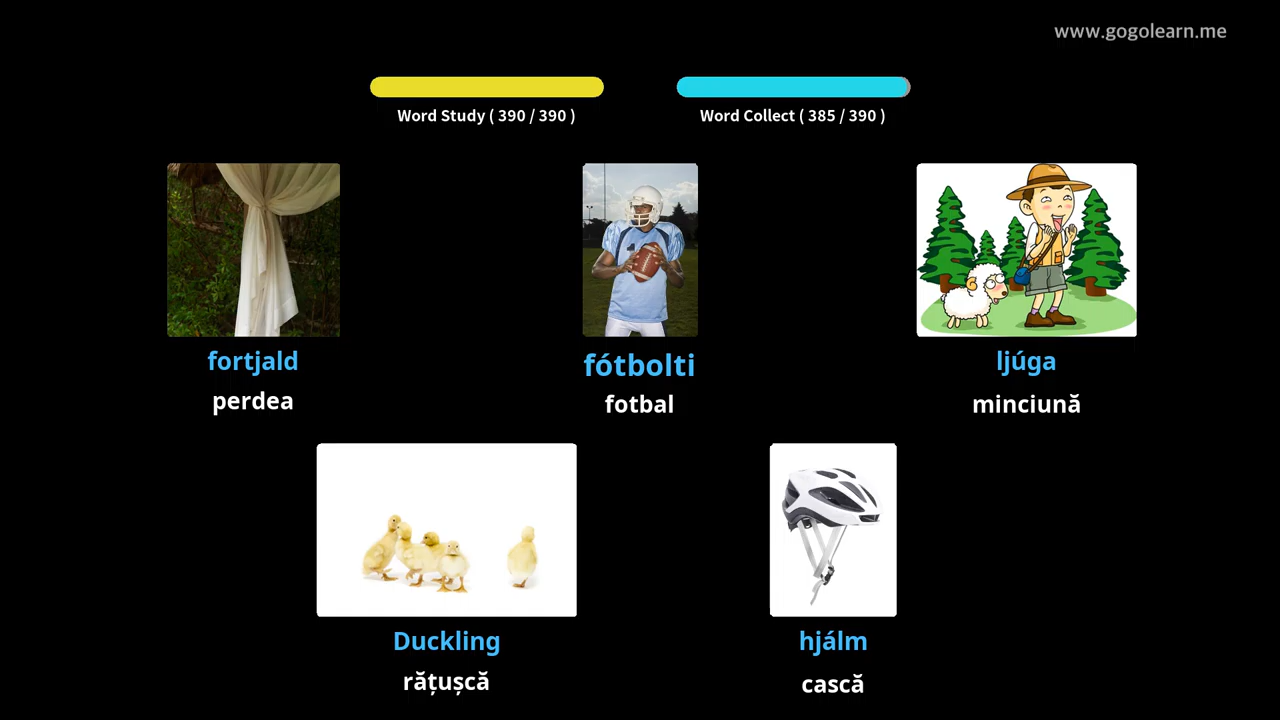 www.gogolearn.me
Word Study ( 390 / 390 )
Word Collect ( 385 / 390 )
fortjald
perdea
fótbolti
fotbal
ljúga
minciună
Duckling
rățușcă
hjálm
cască